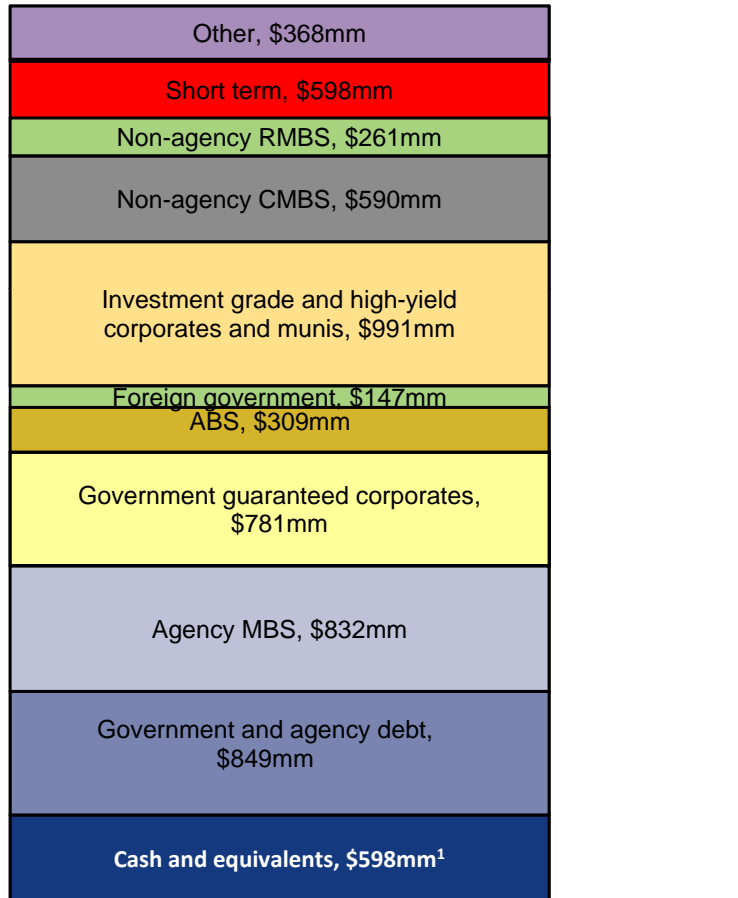 Other, $368mm
Short term, $598mm
Non-agency RMBS, $261mm
Non-agency CMBS, $590mm
Investment grade and high-yield
corporates and munis, $991mm
Foreign government, $147mm
ABS, $309mm
Government guaranteed corporates,
$781mm
Agency MBS, $832mm
Government and agency debt,
$849mm
Cash and equivalents, $598mm¹